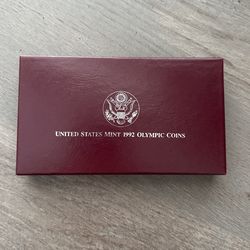 UNITED STATES MINT 1992 OLYMPIC COINS